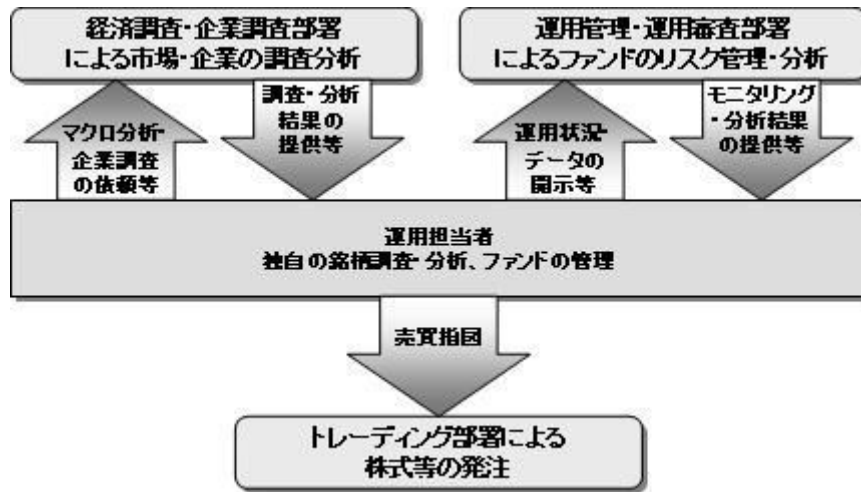 経済調査・企業調査部署
による市場・企業の調査分析
運用管理・運用審査部署
によるファンドのリスク管理・分析
マクロ分析・
企業調査
の依頼等
調査・分析
結果の
提供等
運用状況・
データの
開示等
モニタリング
・分析結果
の提供等
運用担当者
独自の銘柄調査・分析、ファンドの管理
売買指図
トレーディング部署による
株式等の発注